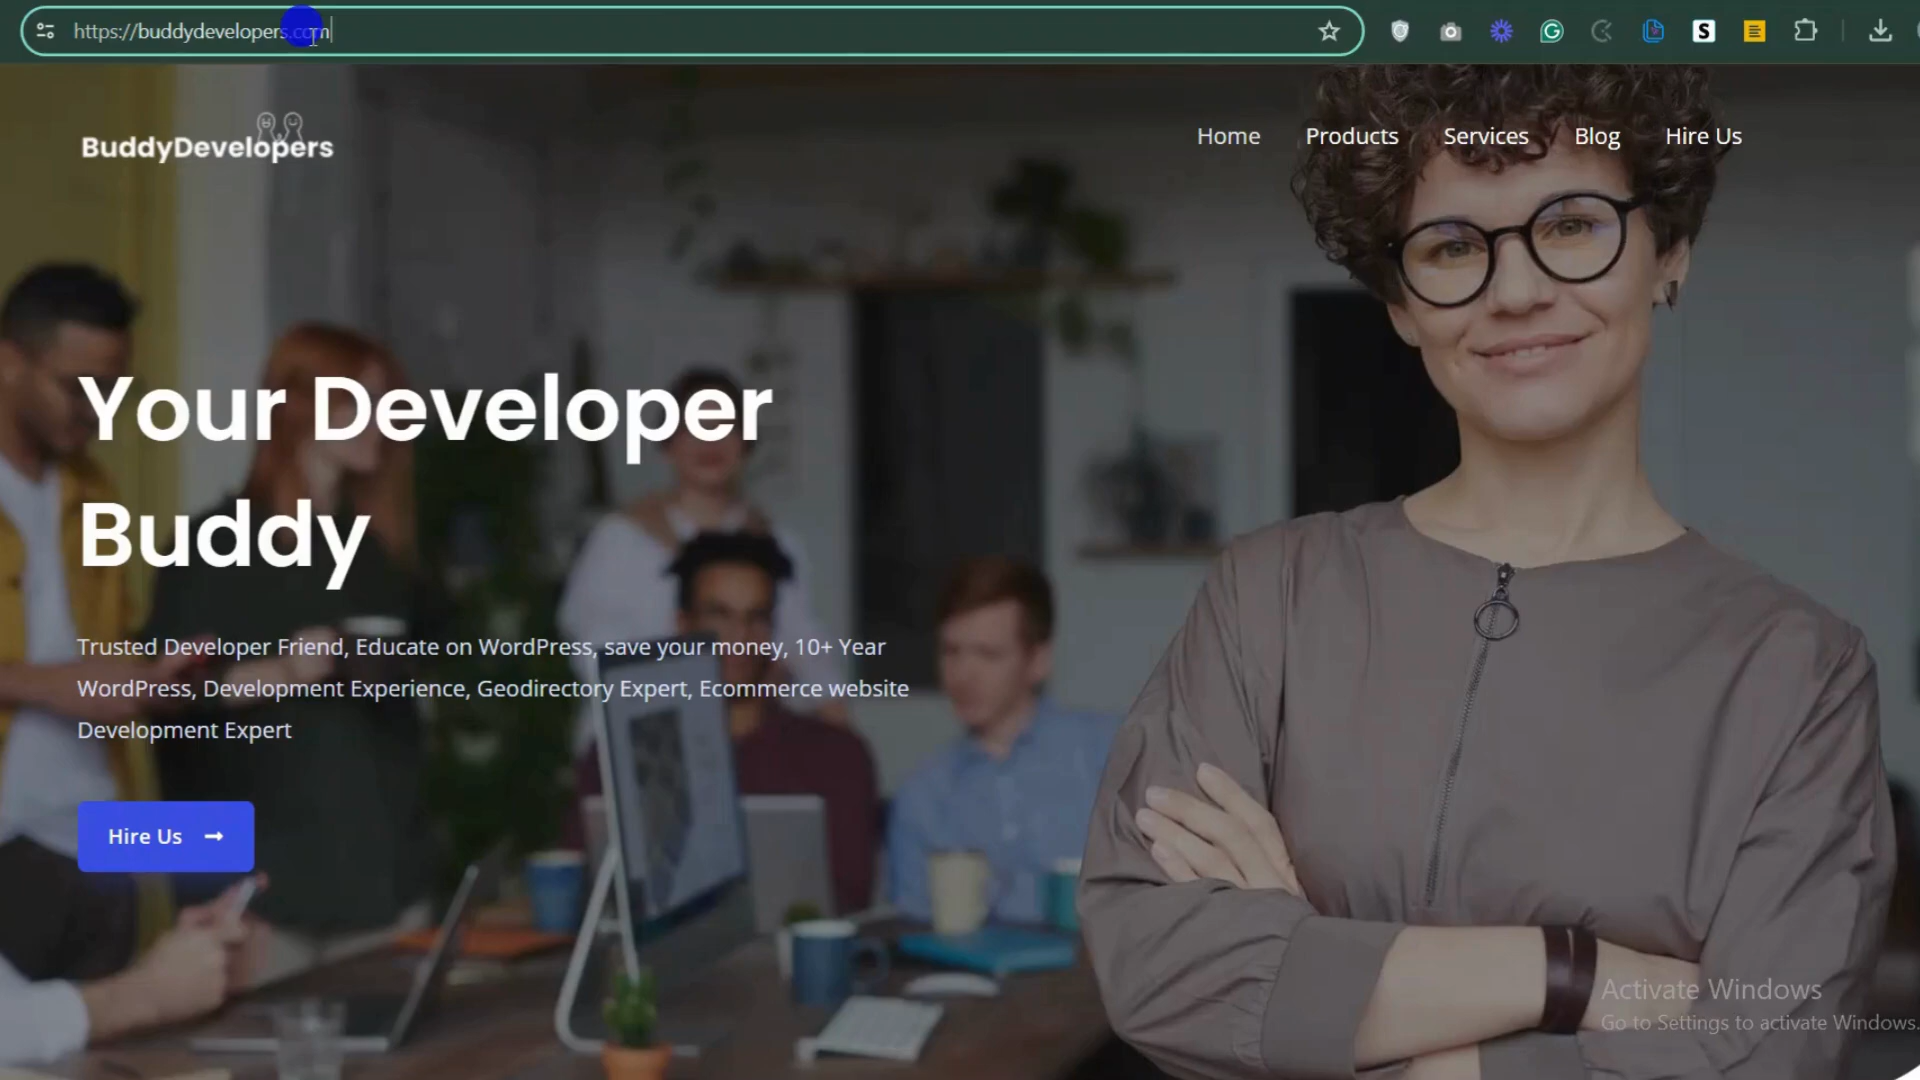 https://buddydevelopers.com
BuddyDevelopers
Home Products Services Blog Hire Us
Your Developer
Buddy
Trusted Developer Friend, Educate on WordPress, save your money, 10+ Year
WordPress, Development Experience, Geodirectory Expert, Ecommerce website
Development Expert
Hire Us
Activate Windows
Go to Settings to activate Windows.